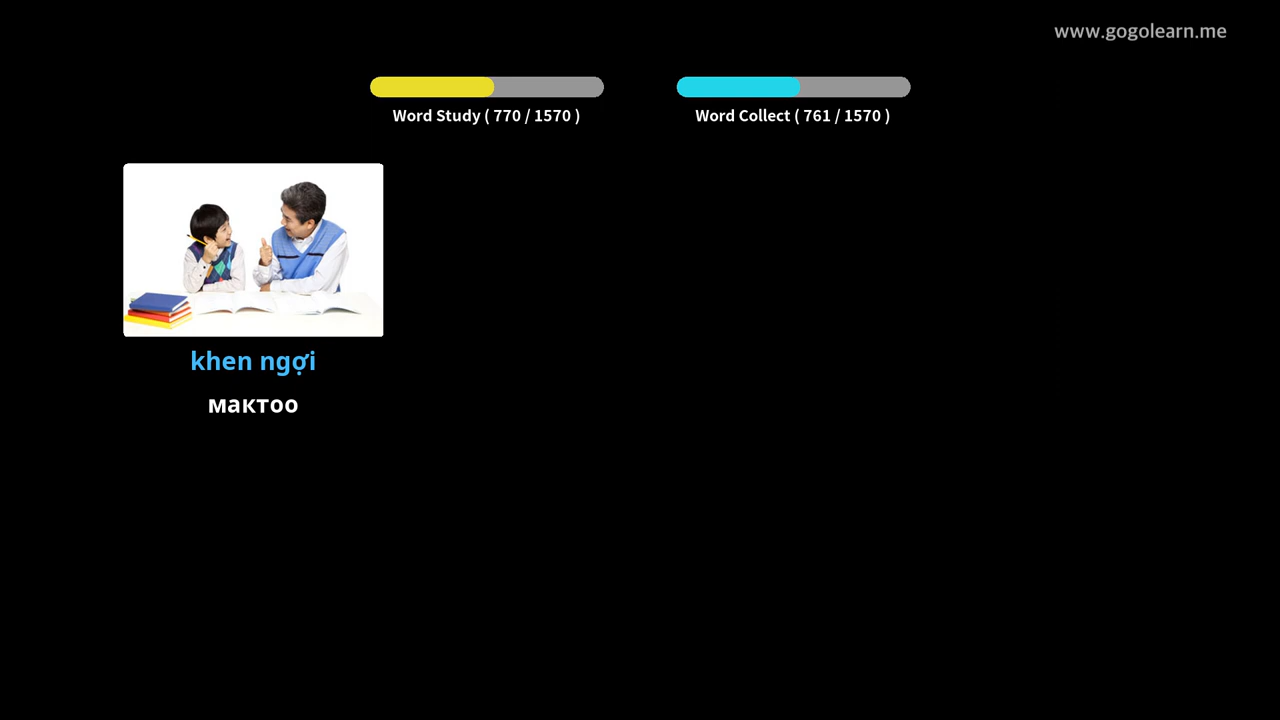 www.gogolearn.me
Word Study ( 770 / 1570 )
Word Collect ( 761 / 1570 )
khen ngợi
мактоо